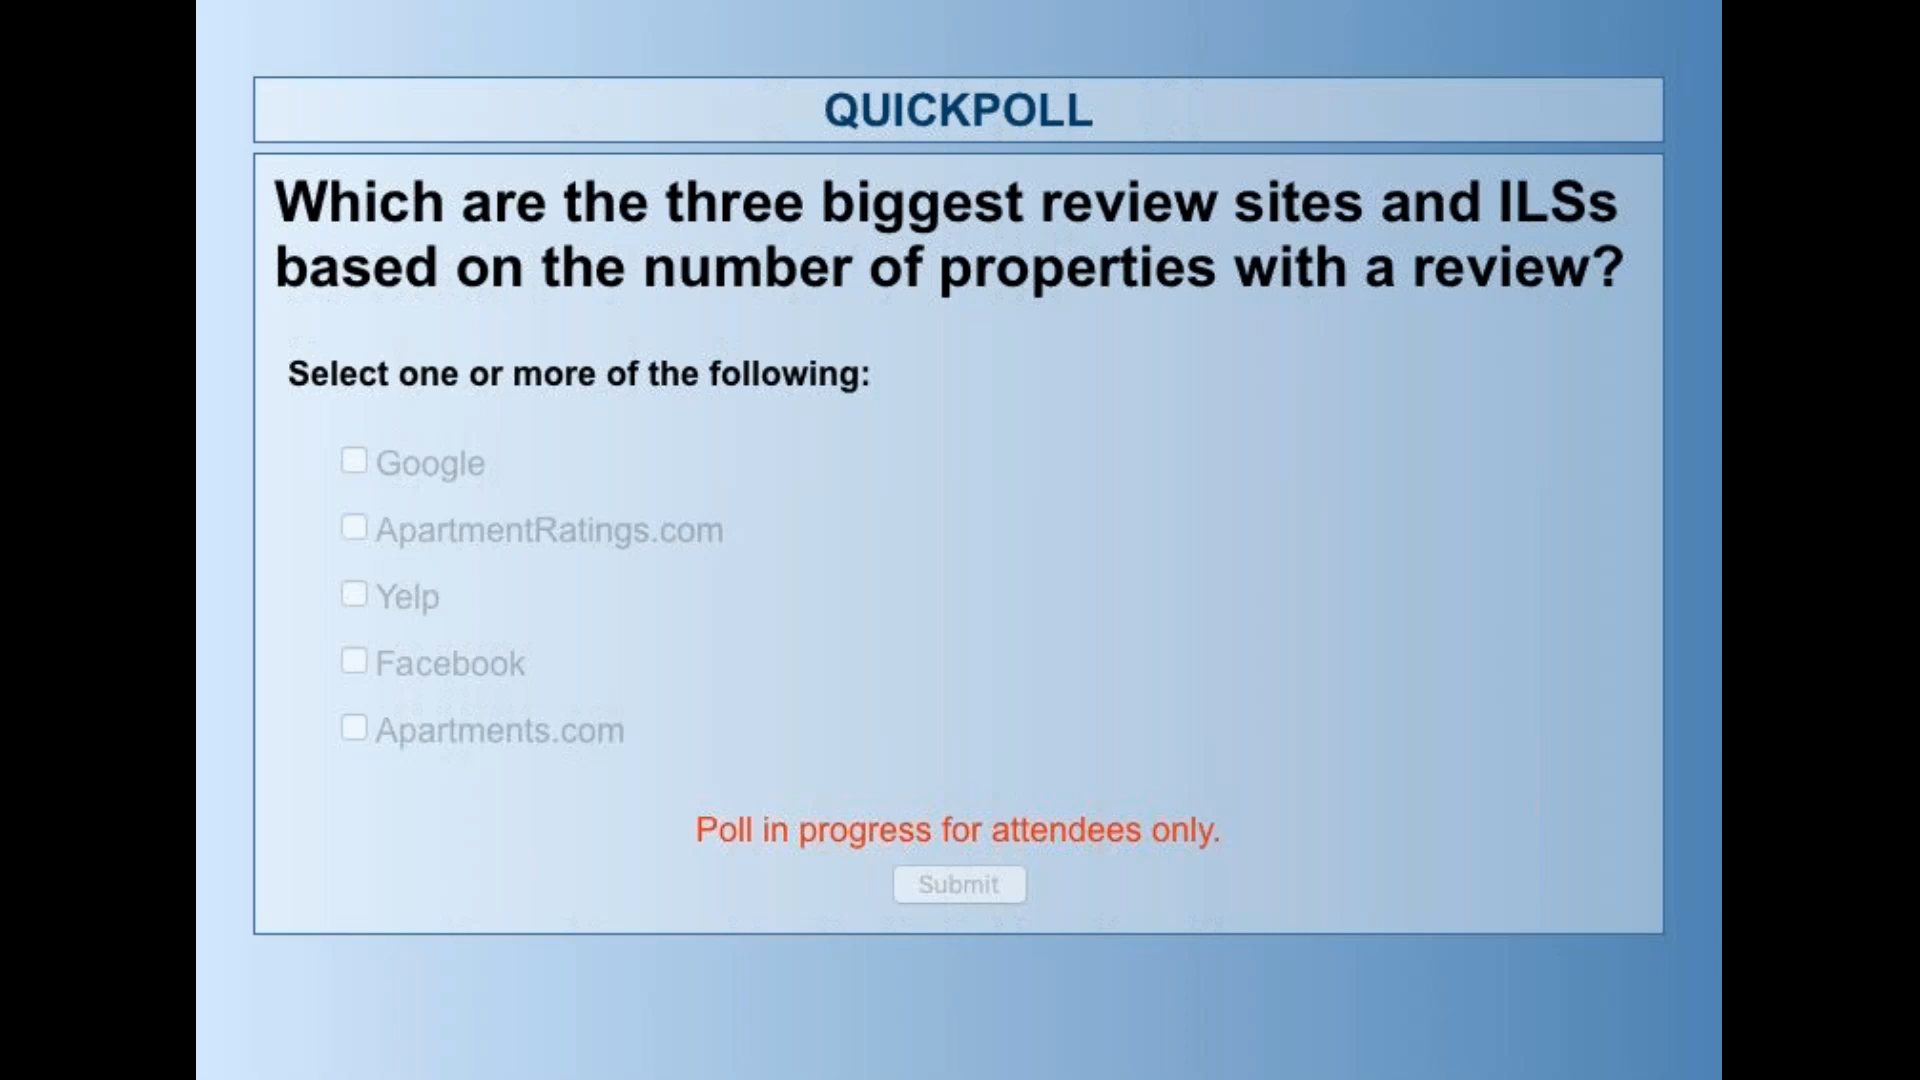 QUICKPOLL
Which are the three biggest review sites and ILSs
based on the number of properties with a review?
Select one or more of the following:
Google
ApartmentRatings.com
Yelp
Facebook
Apartments.com
Poll in progress for attendees only.
Submit